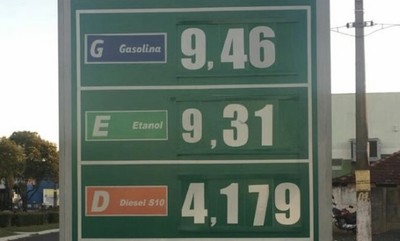 G Gasolina 9,46
E Etanol 9,31
D Diesel S10 4,179